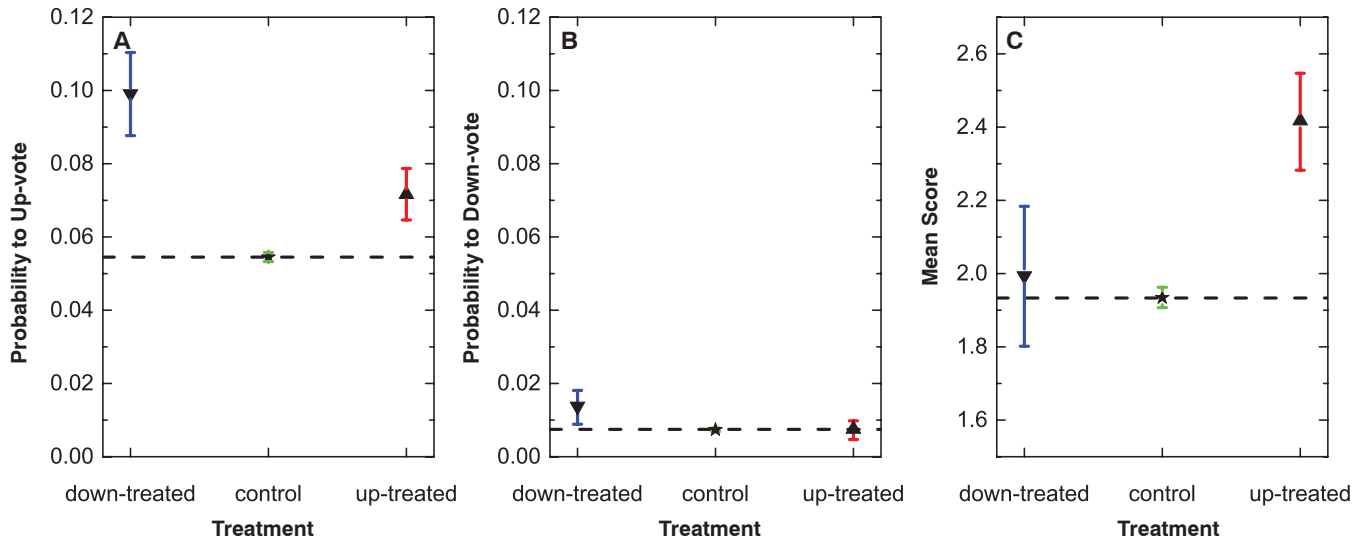 A
Probability to Up-vote
0.12
0.10
0.08
0.06
0.04
0.02
0.00
down-treated control up-treated
Treatment
B
Probability to Down-vote
0.12
0.10
0.08
0.06
0.04
0.02
0.00
down-treated control up-treated
Treatment
C
Mean Score
2.6
2.4
2.2
2.0
1.8
1.6
down-treated control up-treated
Treatment